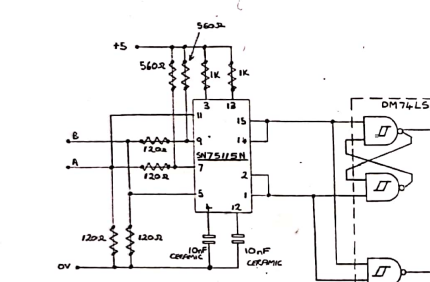 560Ω
+5
560Ω
1K
1K
DM74LS
3
13
11
15
B
9
14
120Ω
SN75115N
A
7
120Ω
2
5
1
4
12
120Ω
120Ω
10nF
CERAMIC
10nF
CERAMIC
0V